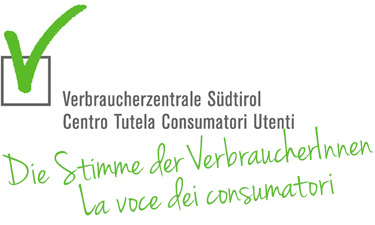 Verbraucherzentrale Südtirol
Centro Tutela Consumatori Utenti
Die Stimme der VerbraucherInnen
La voce dei consumatori